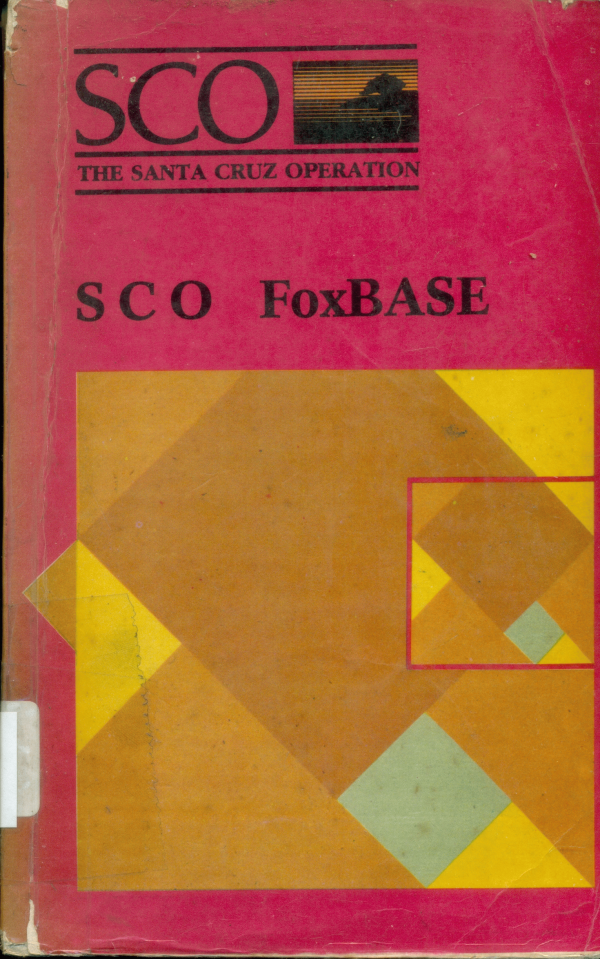 SCO
THE SANTA CRUZ OPERATION
SCO FoxBASE